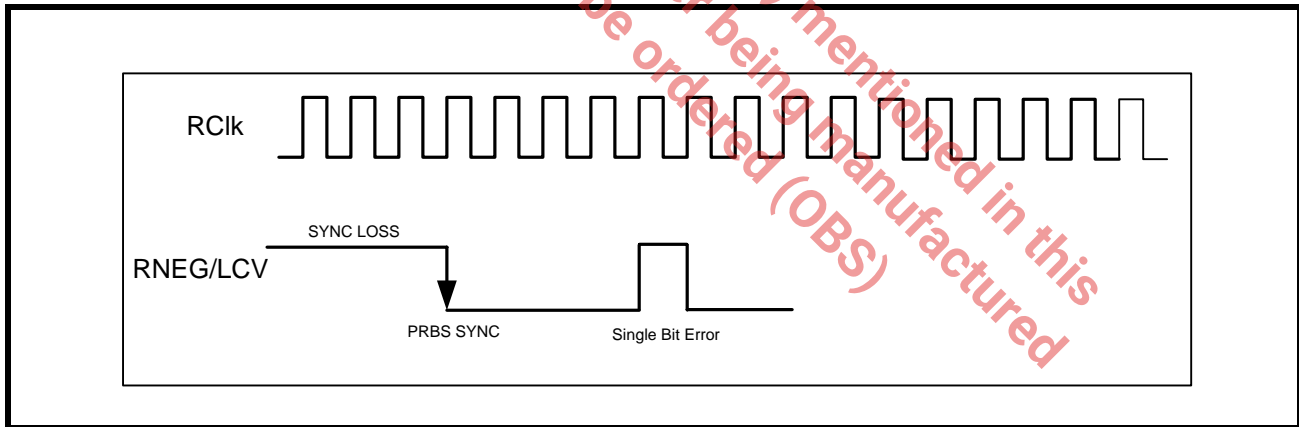 RClk
SYNC LOSS
RNEG/LCV
PRBS SYNC
Single Bit Error
mentioned in this
being manufactured
be ordered (OBS)